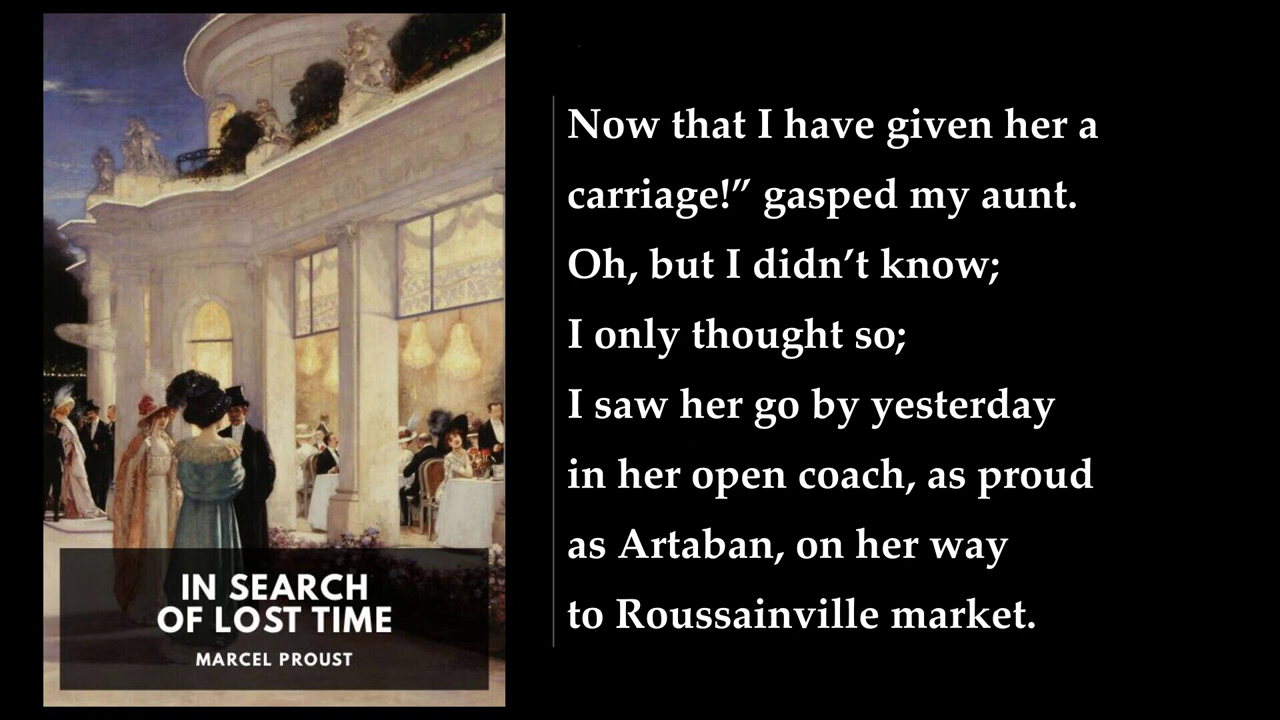 IN SEARCH
OF LOST TIME
MARCEL PROUST
Now that I have given her a
carriage!” gasped my aunt.
Oh, but I didn’t know;
I only thought so;
I saw her go by yesterday
in her open coach, as proud
as Artaban, on her way
to Roussainville market.